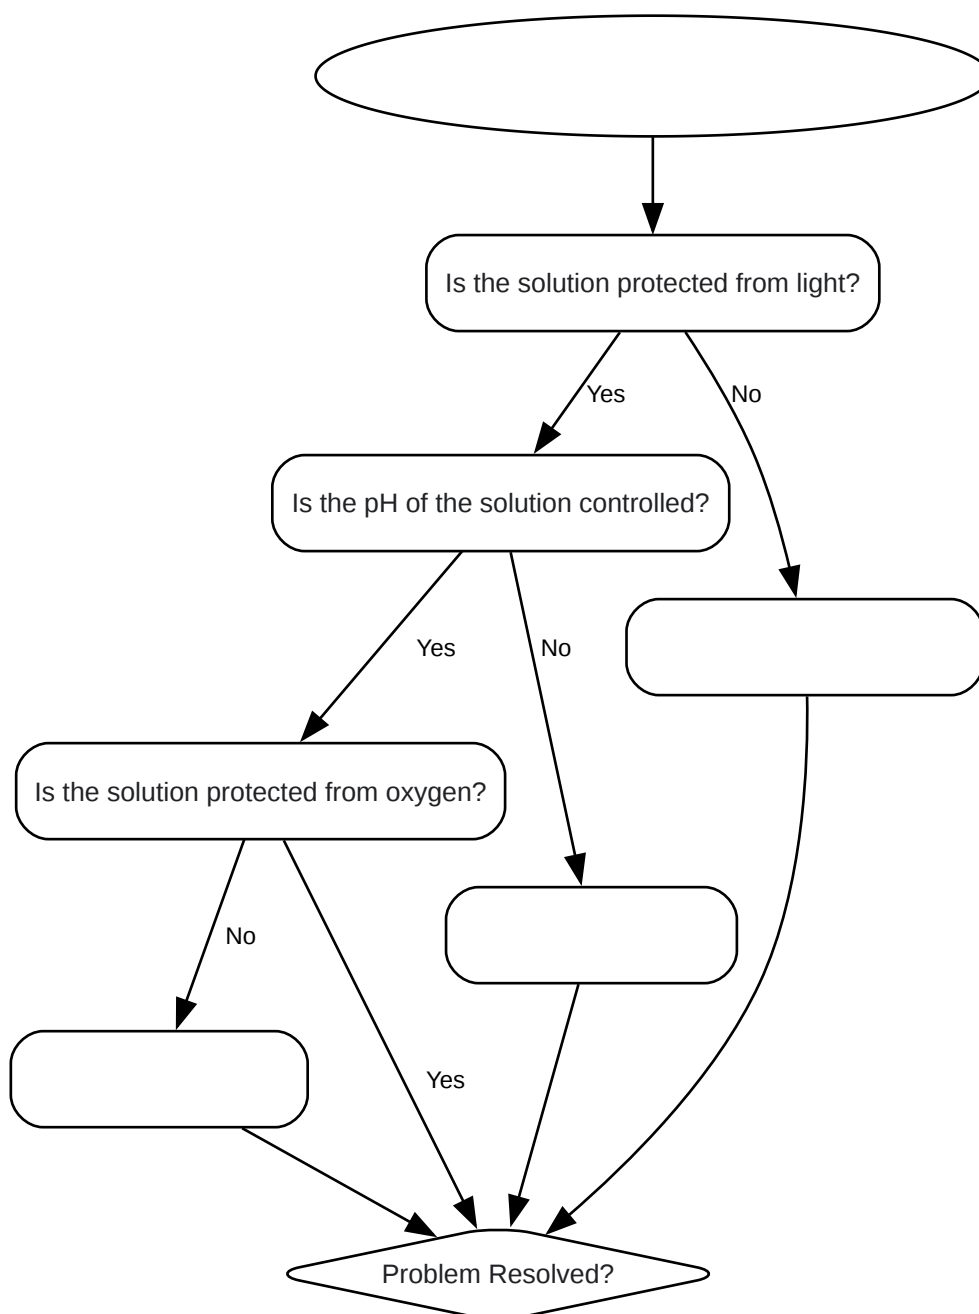 Is the solution protected from light?
Yes
No
Is the pH of the solution controlled?
Yes
No
Is the solution protected from oxygen?
No
Yes
Problem Resolved?